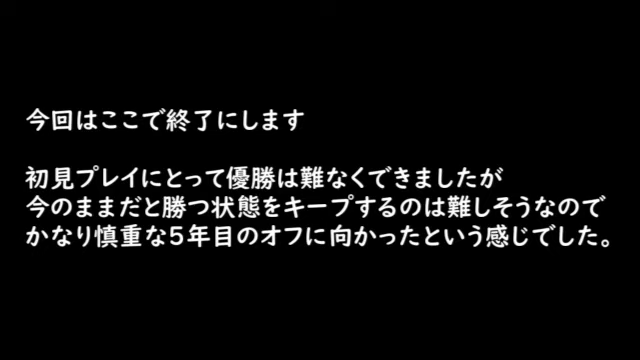 今回はここで終了にします
初見プレイにとって優勝は難なくできましたが
今のままだと勝つ状態をキープするのは難しそうなので
かなり慎重な5年目のオフに向かったという感じでした。